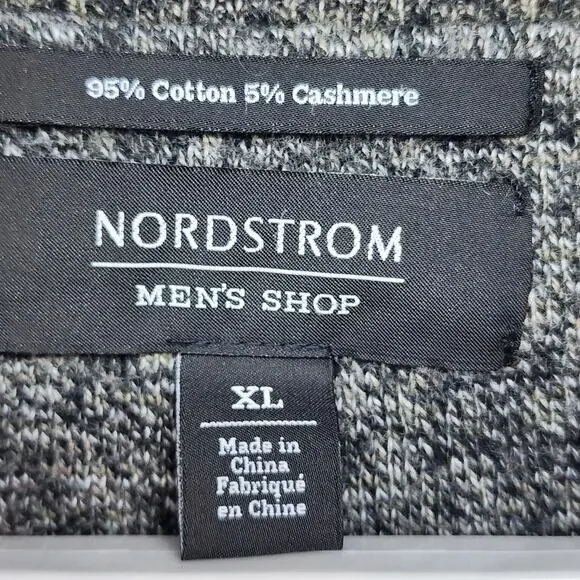 95% Cotton 5% Cashmere
NORDSTROM
MEN'S SHOP
XL
Made in
China
Fabriqué
en Chine